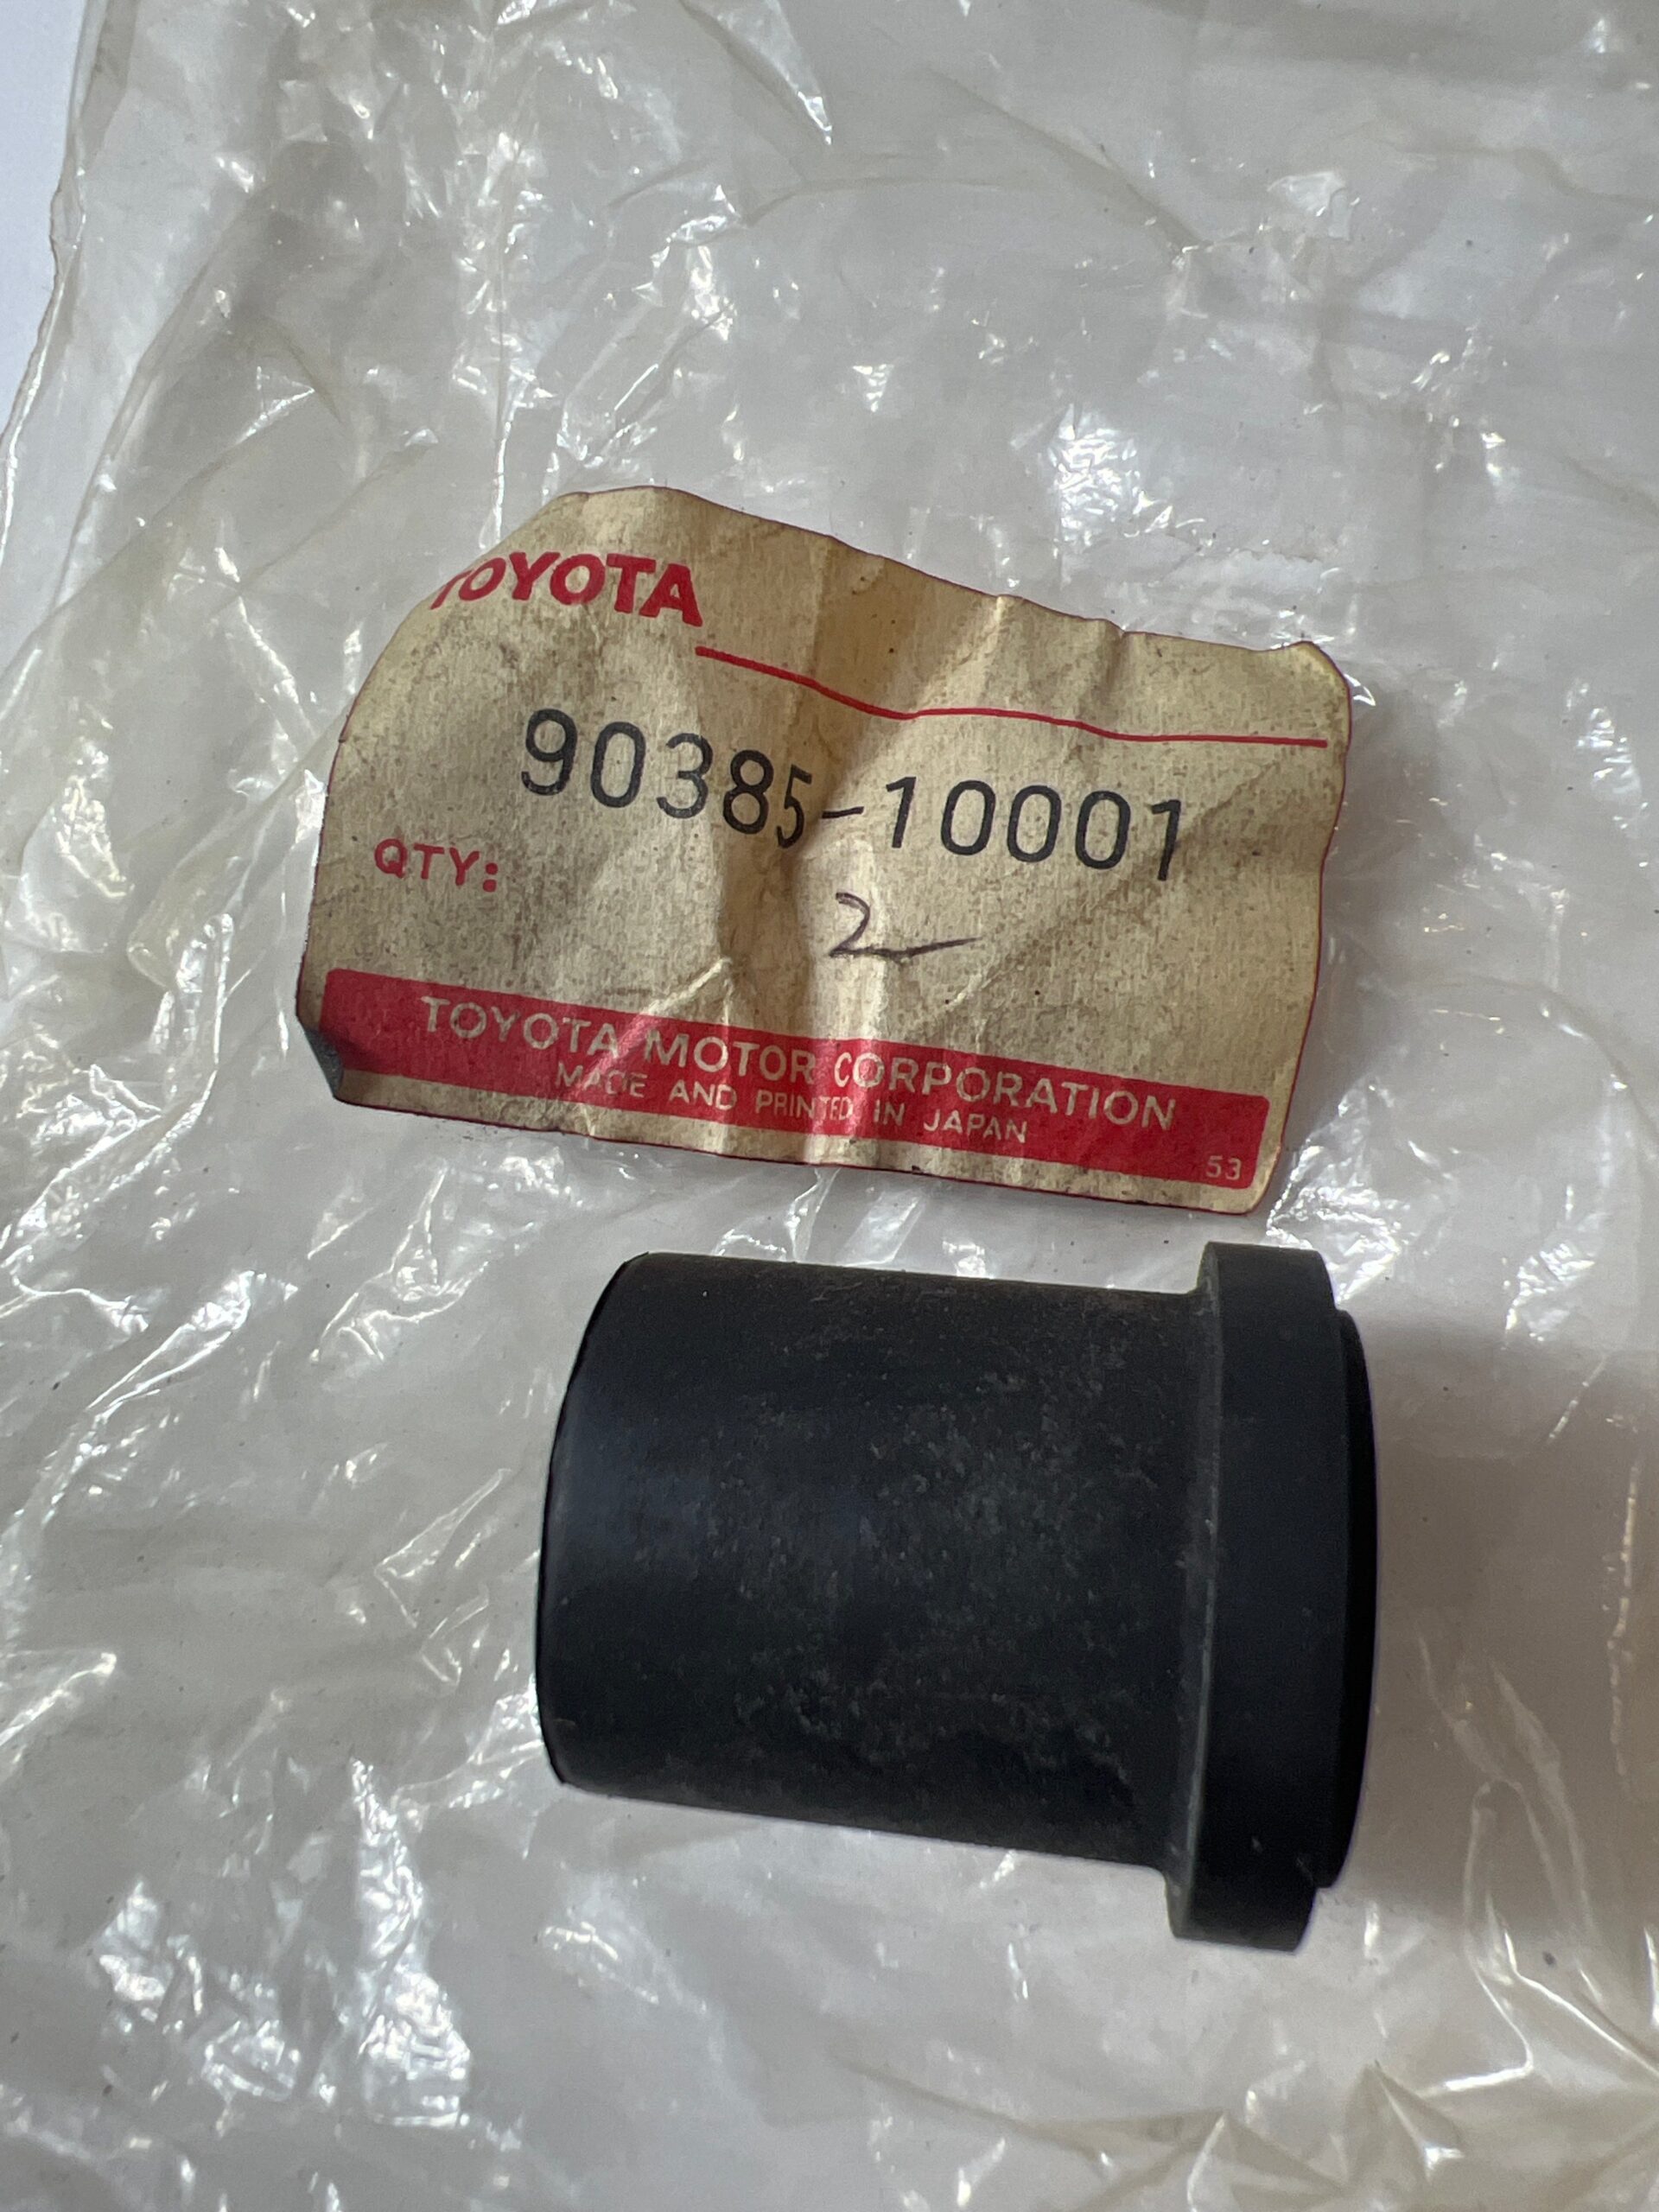 TOYOTA
90385-10001
QTY:
2
TOYOTA MOTOR CORPORATION
MADE AND PRINTED IN JAPAN
53